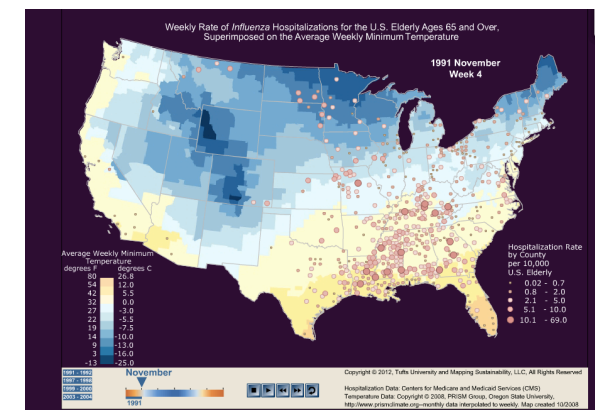 Weekly Rate of Influenza Hospitalizations for the U.S. Elderly Ages 65 and Over,
Superimposed on the Average Weekly Minimum Temperature
1991 November
Week 4
Average Weekly Minimum
Temperature
degrees F degrees C
80 26.8
54 12.0
42 5.5
32 0.0
27 -3.0
22 -5.5
19 -7.5
14 -10.0
9 -13.0
3 -16.0
-13 -25.0
Hospitalization Rate
by County
per 10,000
U.S. Elderly
0.02 - 0.7
0.8 - 2.0
2.1 - 5.0
5.1 - 10.0
10.1 - 69.0
1991 - 1992
1997 - 1998
1999 - 2000
2003 - 2004
November
1991
Copyright © 2012, Tufts University and Mapping Sustainability, LLC, All Rights Reserved
Hospitalization Data: Centers for Medicare and Medicaid Services (CMS)
Temperature Data: Copyright © 2008, PRISM Group, Oregon State University,
http://www.prismclimate.org--monthly data interpolated to weekly. Map created 10/2008